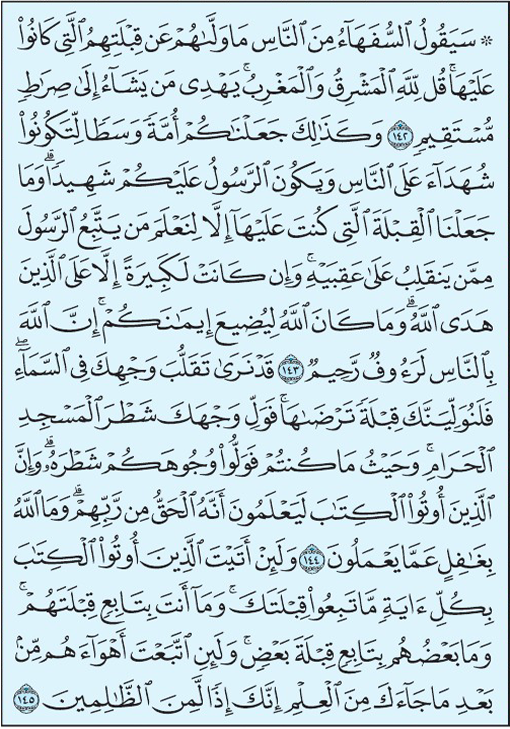 ۞ سَيَقُولُ ٱلسُّفَهَآءُ مِنَ ٱلنَّاسِ مَا وَلَّىٰهُمْ عَن قِبْلَتِهِمُ ٱلَّتِى كَانُوا۟
عَلَيْهَا ۚ قُل لِّلَّهِ ٱلْمَشْرِقُ وَٱلْمَغْرِبُ ۚ يَهْدِى مَن يَشَآءُ إِلَىٰ صِرَٰطٍ
مُّسْتَقِيمٍ ١٤٢ وَكَذَٰلِكَ جَعَلْنَٰكُمْ أُمَّةً وَسَطًا لِّتَكُونُوا۟
شُهَدَآءَ عَلَى ٱلنَّاسِ وَيَكُونَ ٱلرَّسُولُ عَلَيْكُمْ شَهِيدًا ۗ وَمَا
جَعَلْنَا ٱلْقِبْلَةَ ٱلَّتِى كُنتَ عَلَيْهَآ إِلَّا لِنَعْلَمَ مَن يَتَّبِعُ ٱلرَّسُولَ
مِمَّن يَنقَلِبُ عَلَىٰ عَقِبَيْهِ ۚ وَإِن كَانَتْ لَكَبِيرَةً إِلَّا عَلَى ٱلَّذِينَ
هَدَى ٱللَّهُ ۗ وَمَا كَانَ ٱللَّهُ لِيُضِيعَ إِيمَٰنَكُمْ ۚ إِنَّ ٱللَّهَ
بِٱلنَّاسِ لَرَءُوفٌ رَّحِيمٌ ١٤٣ قَدْ نَرَىٰ تَقَلُّبَ وَجْهِكَ فِى ٱلسَّمَآءِ ۖ
فَلَنُوَلِّيَنَّكَ قِبْلَةً تَرْضَىٰهَا ۚ فَوَلِّ وَجْهَكَ شَطْرَ ٱلْمَسْجِدِ
ٱلْحَرَامِ ۚ وَحَيْثُ مَا كُنتُمْ فَوَلُّوا۟ وُجُوهَكُمْ شَطْرَهُۥ ۗ وَإِنَّ
ٱلَّذِينَ أُوتُوا۟ ٱلْكِتَٰبَ لَيَعْلَمُونَ أَنَّهُ ٱلْحَقُّ مِن رَّبِّهِمْ ۗ وَمَا ٱللَّهُ
بِغَٰفِلٍ عَمَّا يَعْمَلُونَ ١٤٤ وَلَئِنْ أَتَيْتَ ٱلَّذِينَ أُوتُوا۟ ٱلْكِتَٰبَ
بِكُلِّ ءَايَةٍ مَّا تَبِعُوا۟ قِبْلَتَكَ ۚ وَمَآ أَنتَ بِتَابِعٍ قِبْلَتَهُمْ ۚ
وَمَا بَعْضُهُم بِتَابِعٍ قِبْلَةَ بَعْضٍ ۚ وَلَئِنِ ٱتَّبَعْتَ أَهْوَآءَهُم مِّنۢ
بَعْدِ مَا جَآءَكَ مِنَ ٱلْعِلْمِ ۙ إِنَّكَ إِذًا لَّمِنَ ٱلظَّٰلِمِينَ ١٤٥